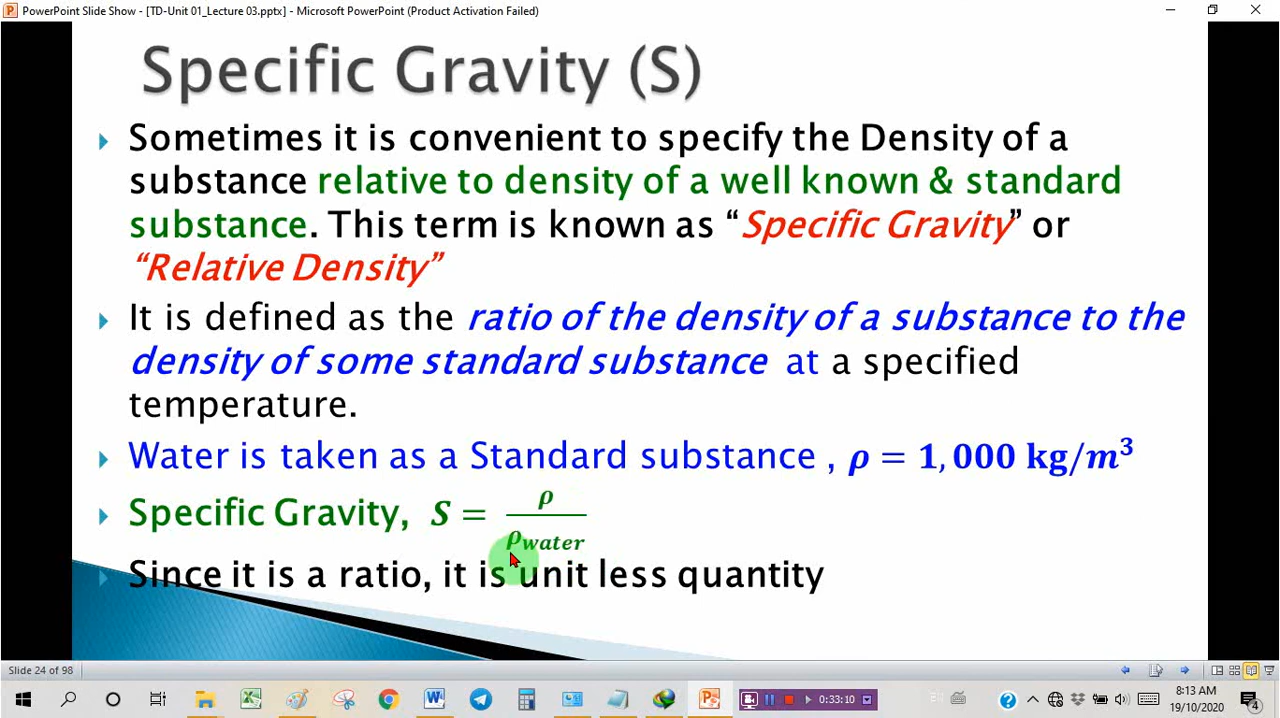 PowerPoint Slide Show - [TD-Unit 01_Lecture 03.pptx] - Microsoft PowerPoint (Product Activation Failed)
Specific Gravity (S)
Sometimes it is convenient to specify the Density of a
substance relative to density of a well known & standard
substance. This term is known as “Specific Gravity” or
“Relative Density”
It is defined as the ratio of the density of a substance to the
density of some standard substance at a specified
temperature.
Water is taken as a Standard substance , ρ = 1,000 kg/m³
Specific Gravity, S = ρ / ρwater
Since it is a ratio, it is unit less quantity
Slide 24 of 98
0:33:10
8:13 AM
19/10/2020
4